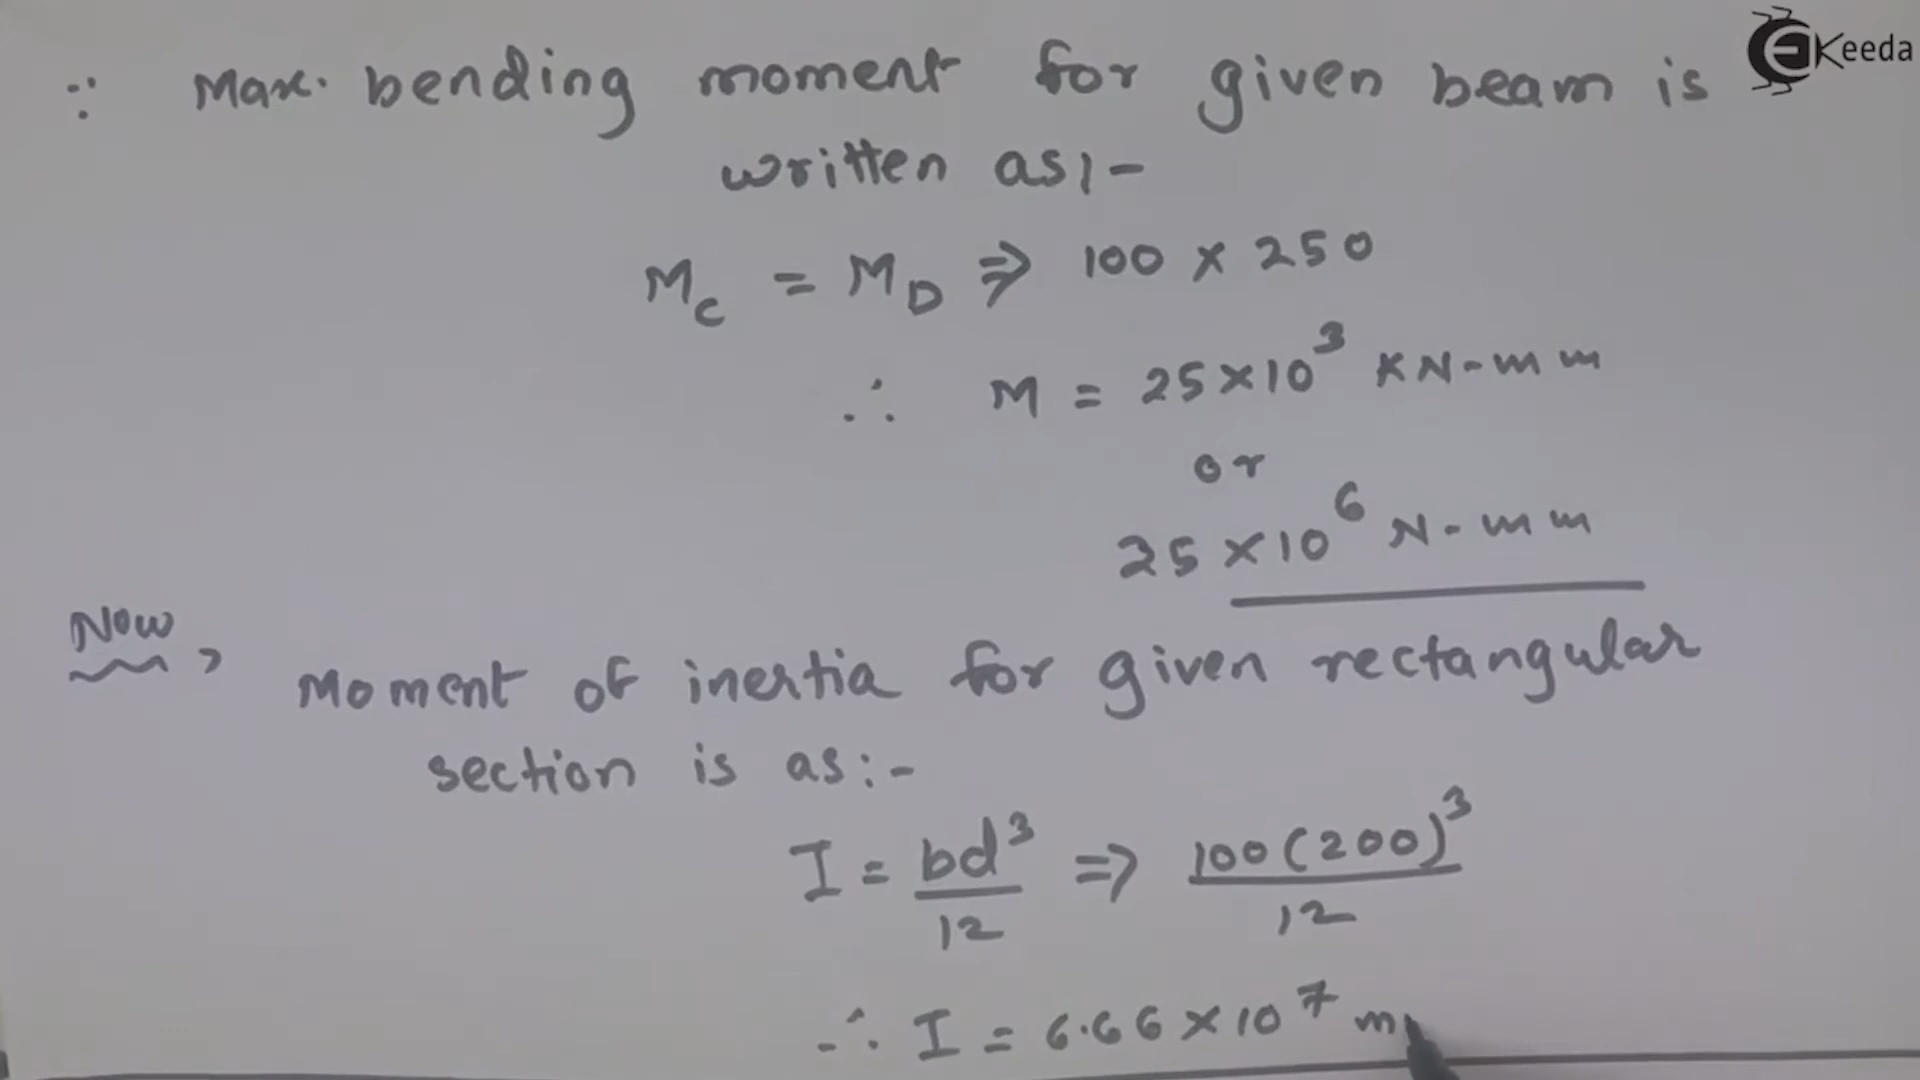 ∵ Max. bending moment for given beam is
written as:-
M_C = M_D ⇒ 100 × 250
∴ M = 25×10³ KN-mm
or
25×10⁶ N-mm
Now,
Moment of inertia for given rectangular
section is as:-
I = bd³/12 ⇒ 100(200)³/12
∴ I = 6.66×10⁷ m
EKeeda